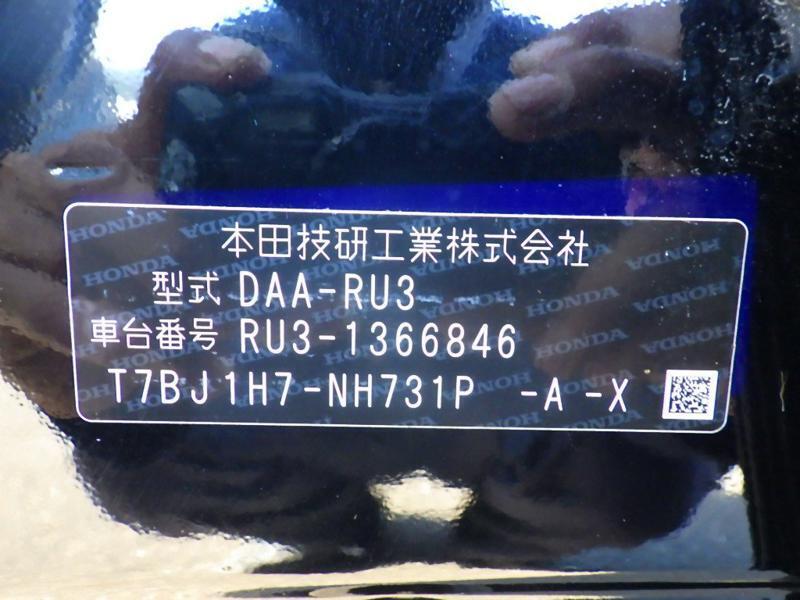 本田技研工業株式会社
型式 DAA-RU3
車台番号 RU3-1366846
T7BJ1H7-NH731P -A -X